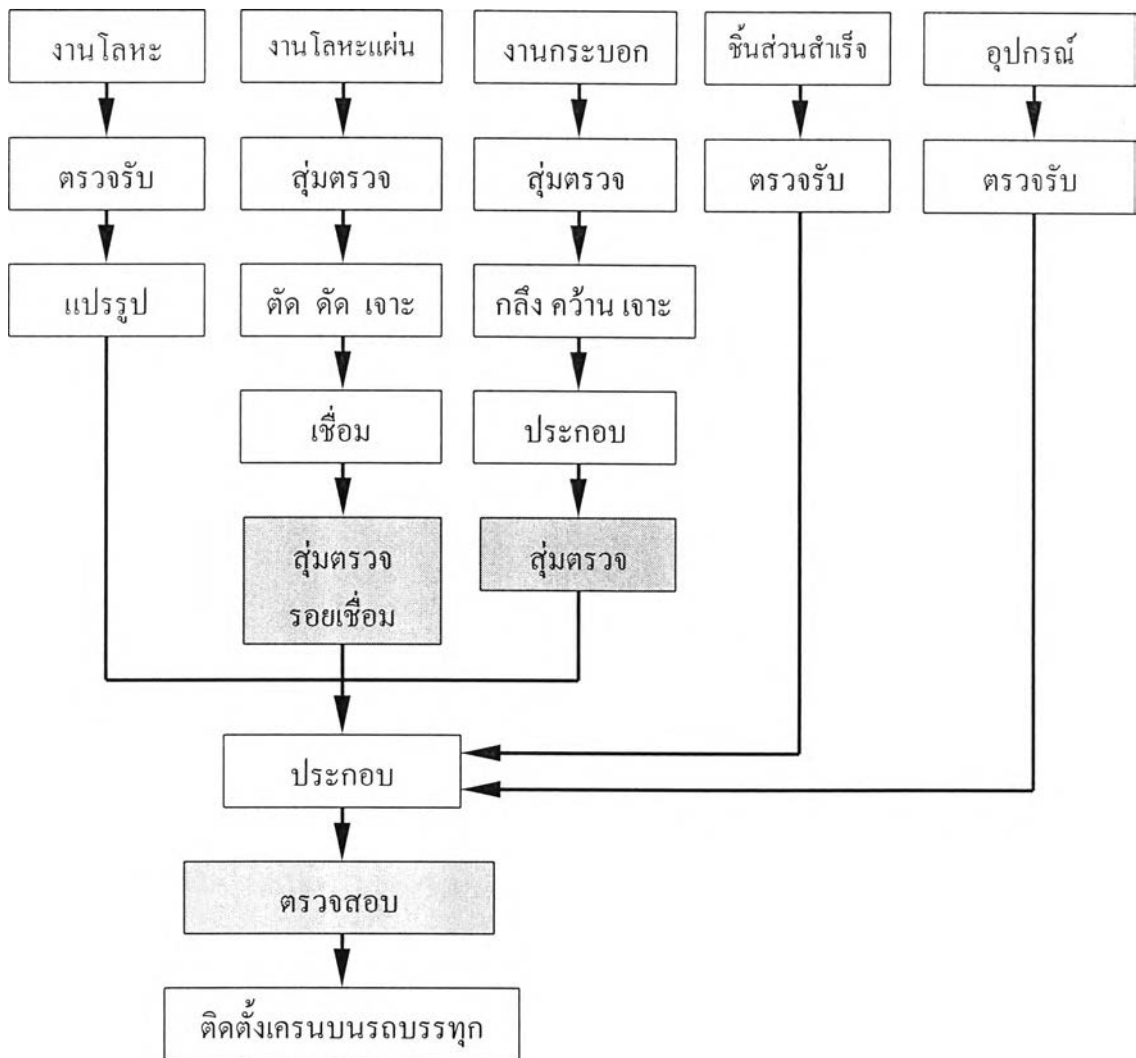 งานโลหะ
งานโลหะแผ่น
งานกระบอก
ชิ้นส่วนสำเร็จ
อุปกรณ์
ตรวจรับ
สุ่มตรวจ
สุ่มตรวจ
ตรวจรับ
ตรวจรับ
แปรรูป
ตัด ดัด เจาะ
กลึง คว้าน เจาะ
เชื่อม
ประกอบ
สุ่มตรวจ
รอยเชื่อม
สุ่มตรวจ
ประกอบ
ตรวจสอบ
ติดตั้งเครนบนรถบรรทุก